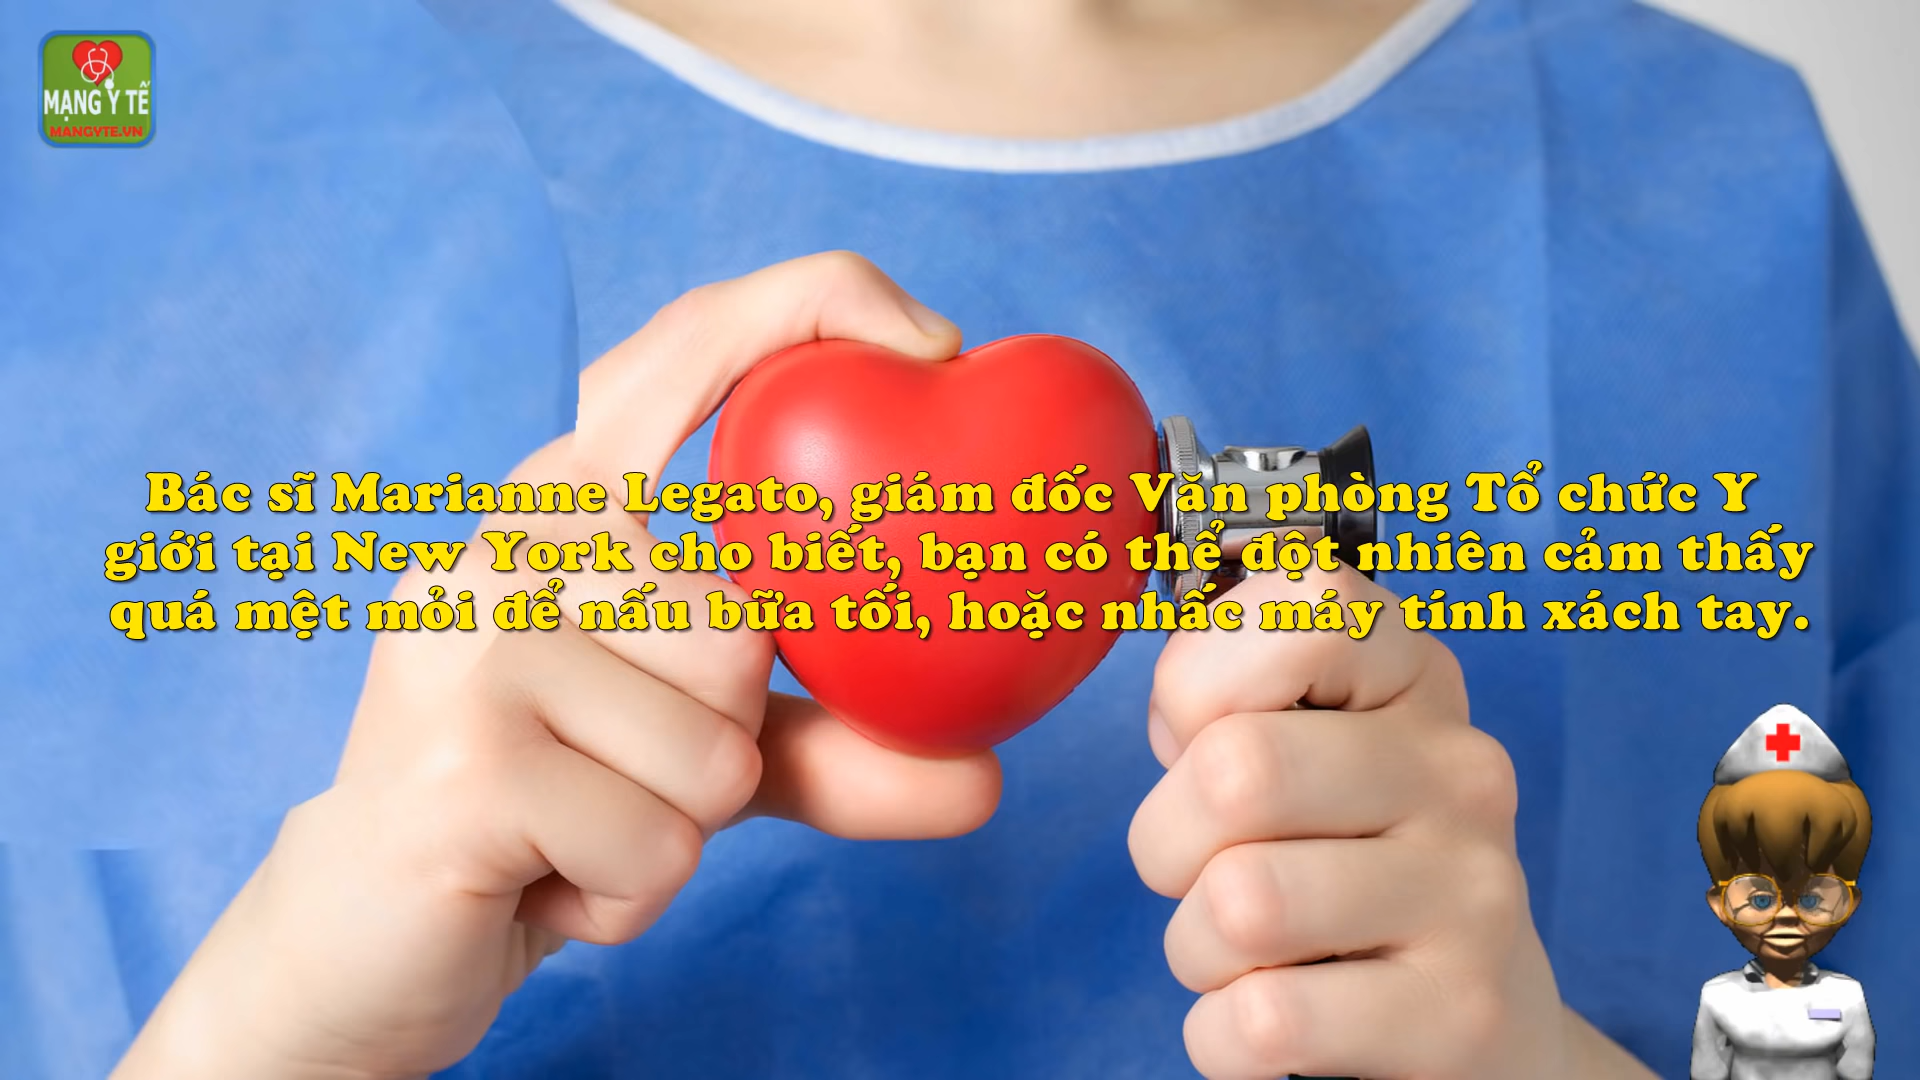 MẠNG Y TẾ
MANGYTE.VN
Bác sĩ Marianne Legato, giám đốc Văn phòng Tổ chức Y
giới tại New York cho biết, bạn có thể đột nhiên cảm thấy
quá mệt mỏi để nấu bữa tối, hoặc nhấc máy tính xách tay.